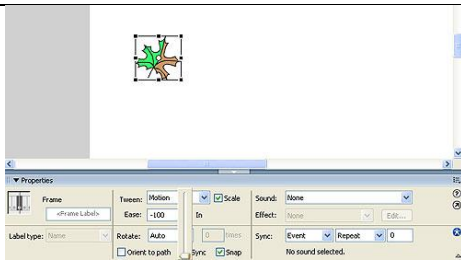 Properties
Frame
<Frame Label>
Tween: Motion Scale
Sound: None
Ease: -100 In
Effect: None Edit...
Label type: Name
Rotate: Auto 0 times
Sync: Event Repeat 0
Orient to path Sync Snap
No sound selected.